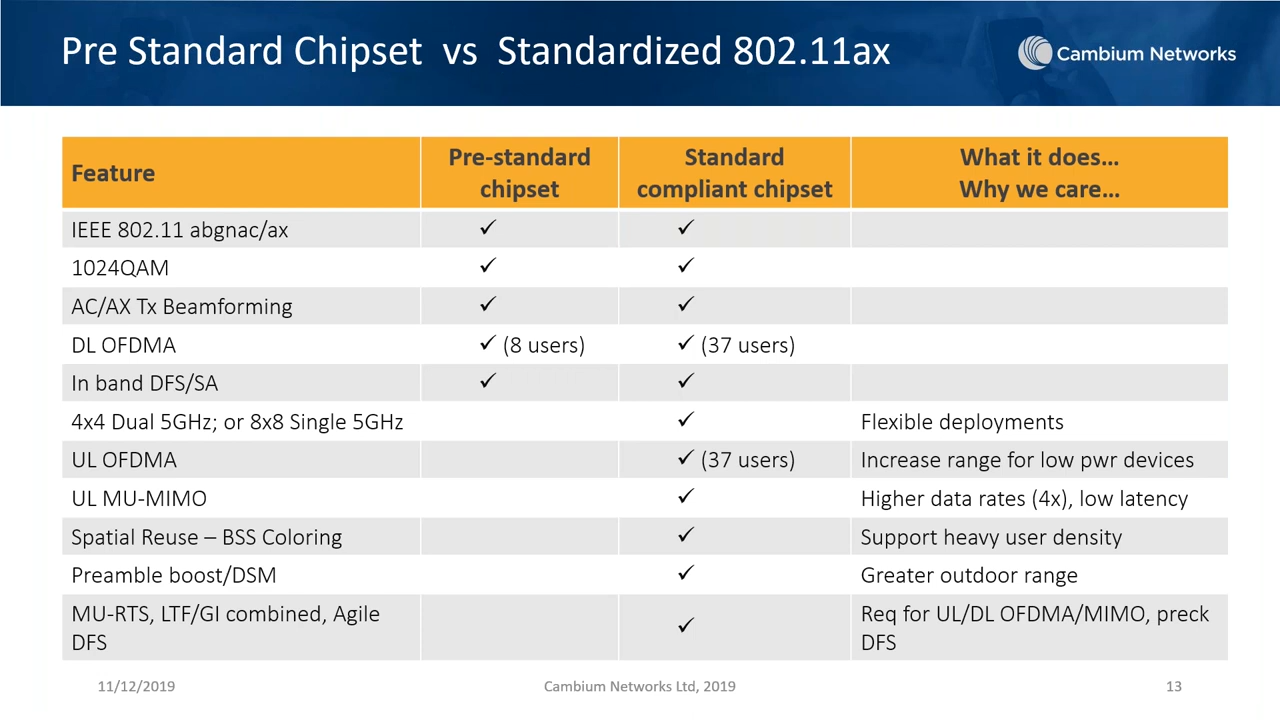 Pre Standard Chipset vs Standardized 802.11ax
Cambium Networks
Feature
Pre-standard
chipset
Standard
compliant chipset
What it does…
Why we care…
IEEE 802.11 abgnac/ax ✓ ✓
1024QAM ✓ ✓
AC/AX Tx Beamforming ✓ ✓
DL OFDMA ✓ (8 users) ✓ (37 users)
In band DFS/SA ✓ ✓
4x4 Dual 5GHz; or 8x8 Single 5GHz ✓ Flexible deployments
UL OFDMA ✓ (37 users) Increase range for low pwr devices
UL MU-MIMO ✓ Higher data rates (4x), low latency
Spatial Reuse – BSS Coloring ✓ Support heavy user density
Preamble boost/DSM ✓ Greater outdoor range
MU-RTS, LTF/GI combined, Agile
DFS
✓
Req for UL/DL OFDMA/MIMO, preck
DFS
11/12/2019 Cambium Networks Ltd, 2019 13